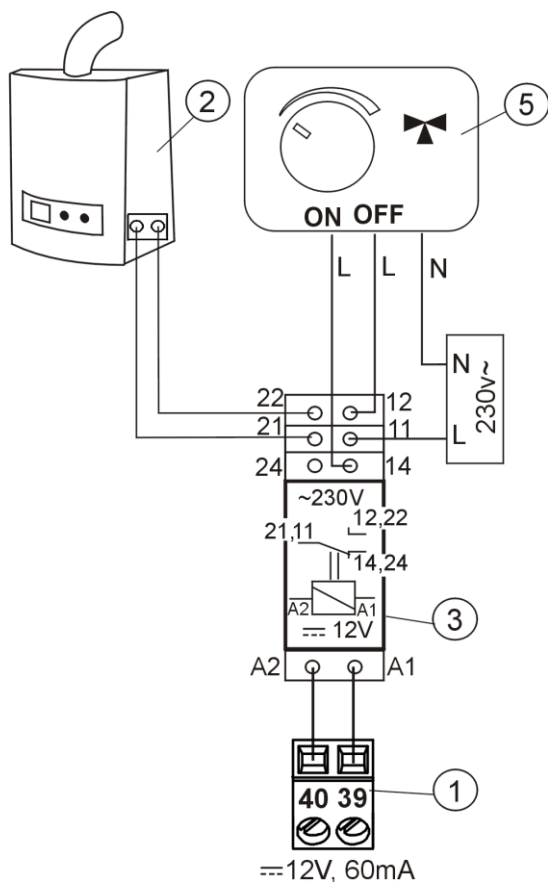 2
5
ON OFF
L L N
N
L
230v~
22 12
21 11
24 14
~230V
12,22
21,11
14,24
A2 A1
⎓ 12V
3
A2 A1
40 39
1
⎓12V, 60mA